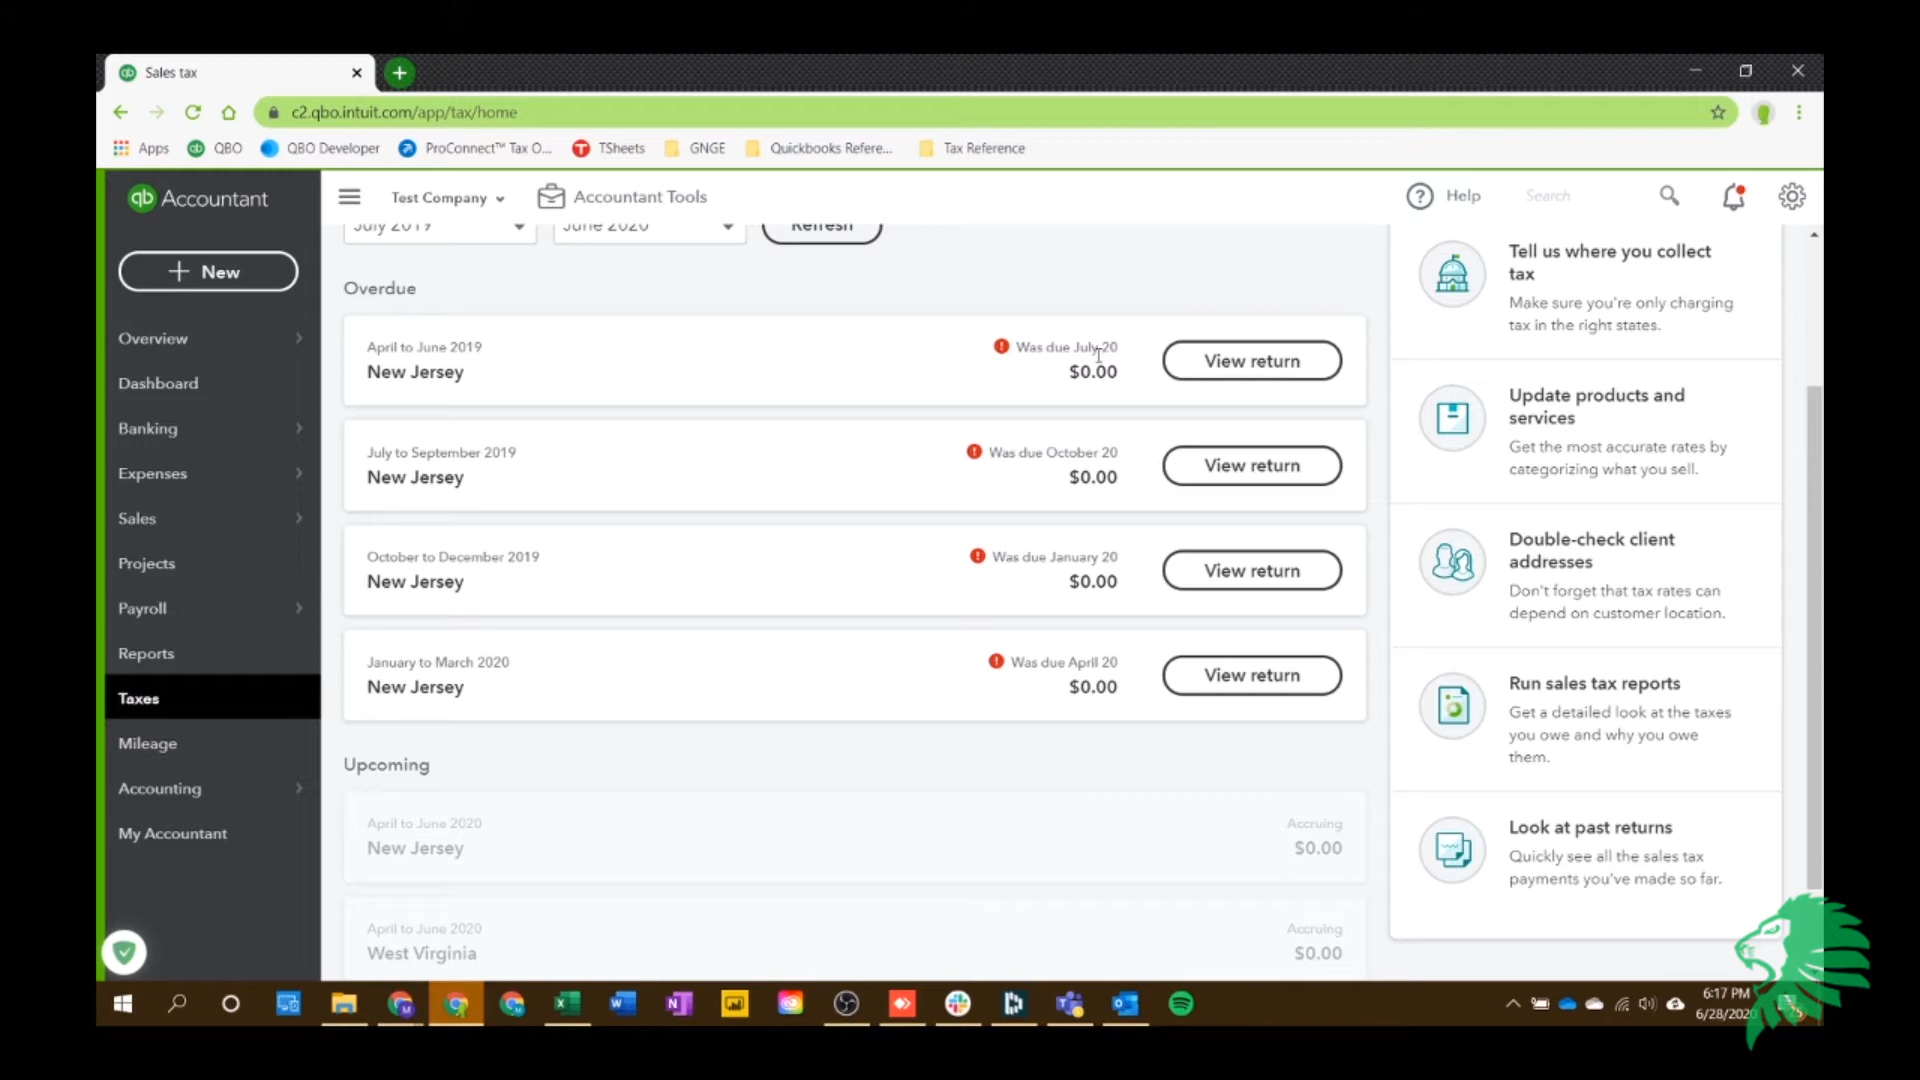 Sales tax
c2.qbo.intuit.com/app/tax/home
Apps QBO QBO Developer ProConnect™ Tax O... TSheets GNGE Quickbooks Refere... Tax Reference
qb Accountant
Test Company
Accountant Tools
Help
Search
July 2019 June 2020 Refresh
New
Overview
Dashboard
Banking
Expenses
Sales
Projects
Payroll
Reports
Taxes
Mileage
Accounting
My Accountant
Overdue
April to June 2019
New Jersey
Was due July 20
$0.00
View return
July to September 2019
New Jersey
Was due October 20
$0.00
View return
October to December 2019
New Jersey
Was due January 20
$0.00
View return
January to March 2020
New Jersey
Was due April 20
$0.00
View return
Upcoming
April to June 2020
New Jersey
Accruing
$0.00
April to June 2020
West Virginia
Accruing
$0.00
Tell us where you collect
tax
Make sure you're only charging
tax in the right states.
Update products and
services
Get the most accurate rates by
categorizing what you sell.
Double-check client
addresses
Don't forget that tax rates can
depend on customer location.
Run sales tax reports
Get a detailed look at the taxes
you owe and why you owe
them.
Look at past returns
Quickly see all the sales tax
payments you've made so far.
6:17 PM
6/28/2020